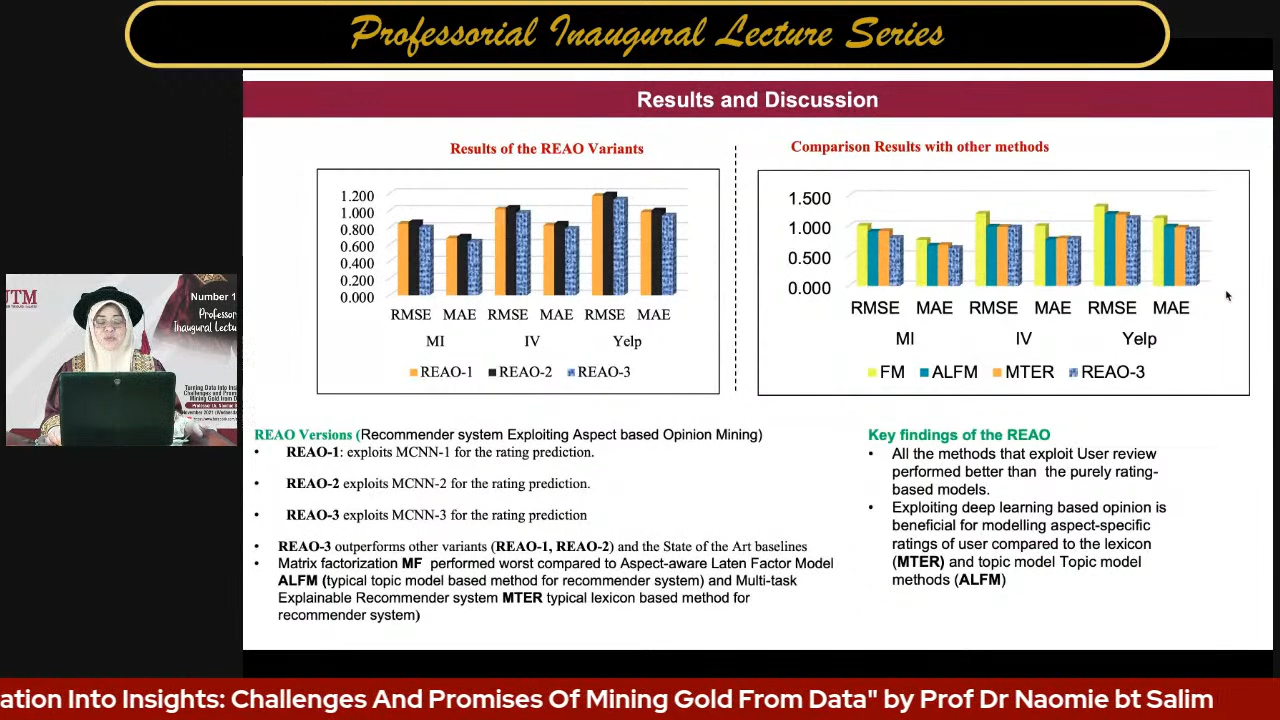 Professorial Inaugural Lecture Series
Results and Discussion
Results of the REAO Variants
1.200
1.000
0.800
0.600
0.400
0.200
0.000
RMSE MAE RMSE MAE RMSE MAE
MI IV Yelp
REAO-1 REAO-2 REAO-3
Comparison Results with other methods
1.500
1.000
0.500
0.000
RMSE MAE RMSE MAE RMSE MAE
MI IV Yelp
FM ALFM MTER REAO-3
UTM
Number 1
Professor
Inaugural Lectu
Turning Data Into Ins
Challenges and Prom
Mining Gold From D
REAO Versions (Recommender system Exploiting Aspect based Opinion Mining)
• REAO-1: exploits MCNN-1 for the rating prediction.
• REAO-2 exploits MCNN-2 for the rating prediction.
• REAO-3 exploits MCNN-3 for the rating prediction
• REAO-3 outperforms other variants (REAO-1, REAO-2) and the State of the Art baselines
• Matrix factorization MF performed worst compared to Aspect-aware Laten Factor Model
ALFM (typical topic model based method for recommender system) and Multi-task
Explainable Recommender system MTER typical lexicon based method for
recommender system)
Key findings of the REAO
• All the methods that exploit User review
performed better than the purely rating-
based models.
• Exploiting deep learning based opinion is
beneficial for modelling aspect-specific
ratings of user compared to the lexicon
(MTER) and topic model Topic model
methods (ALFM)
ation Into Insights: Challenges And Promises Of Mining Gold From Data" by Prof Dr Naomie bt Salim